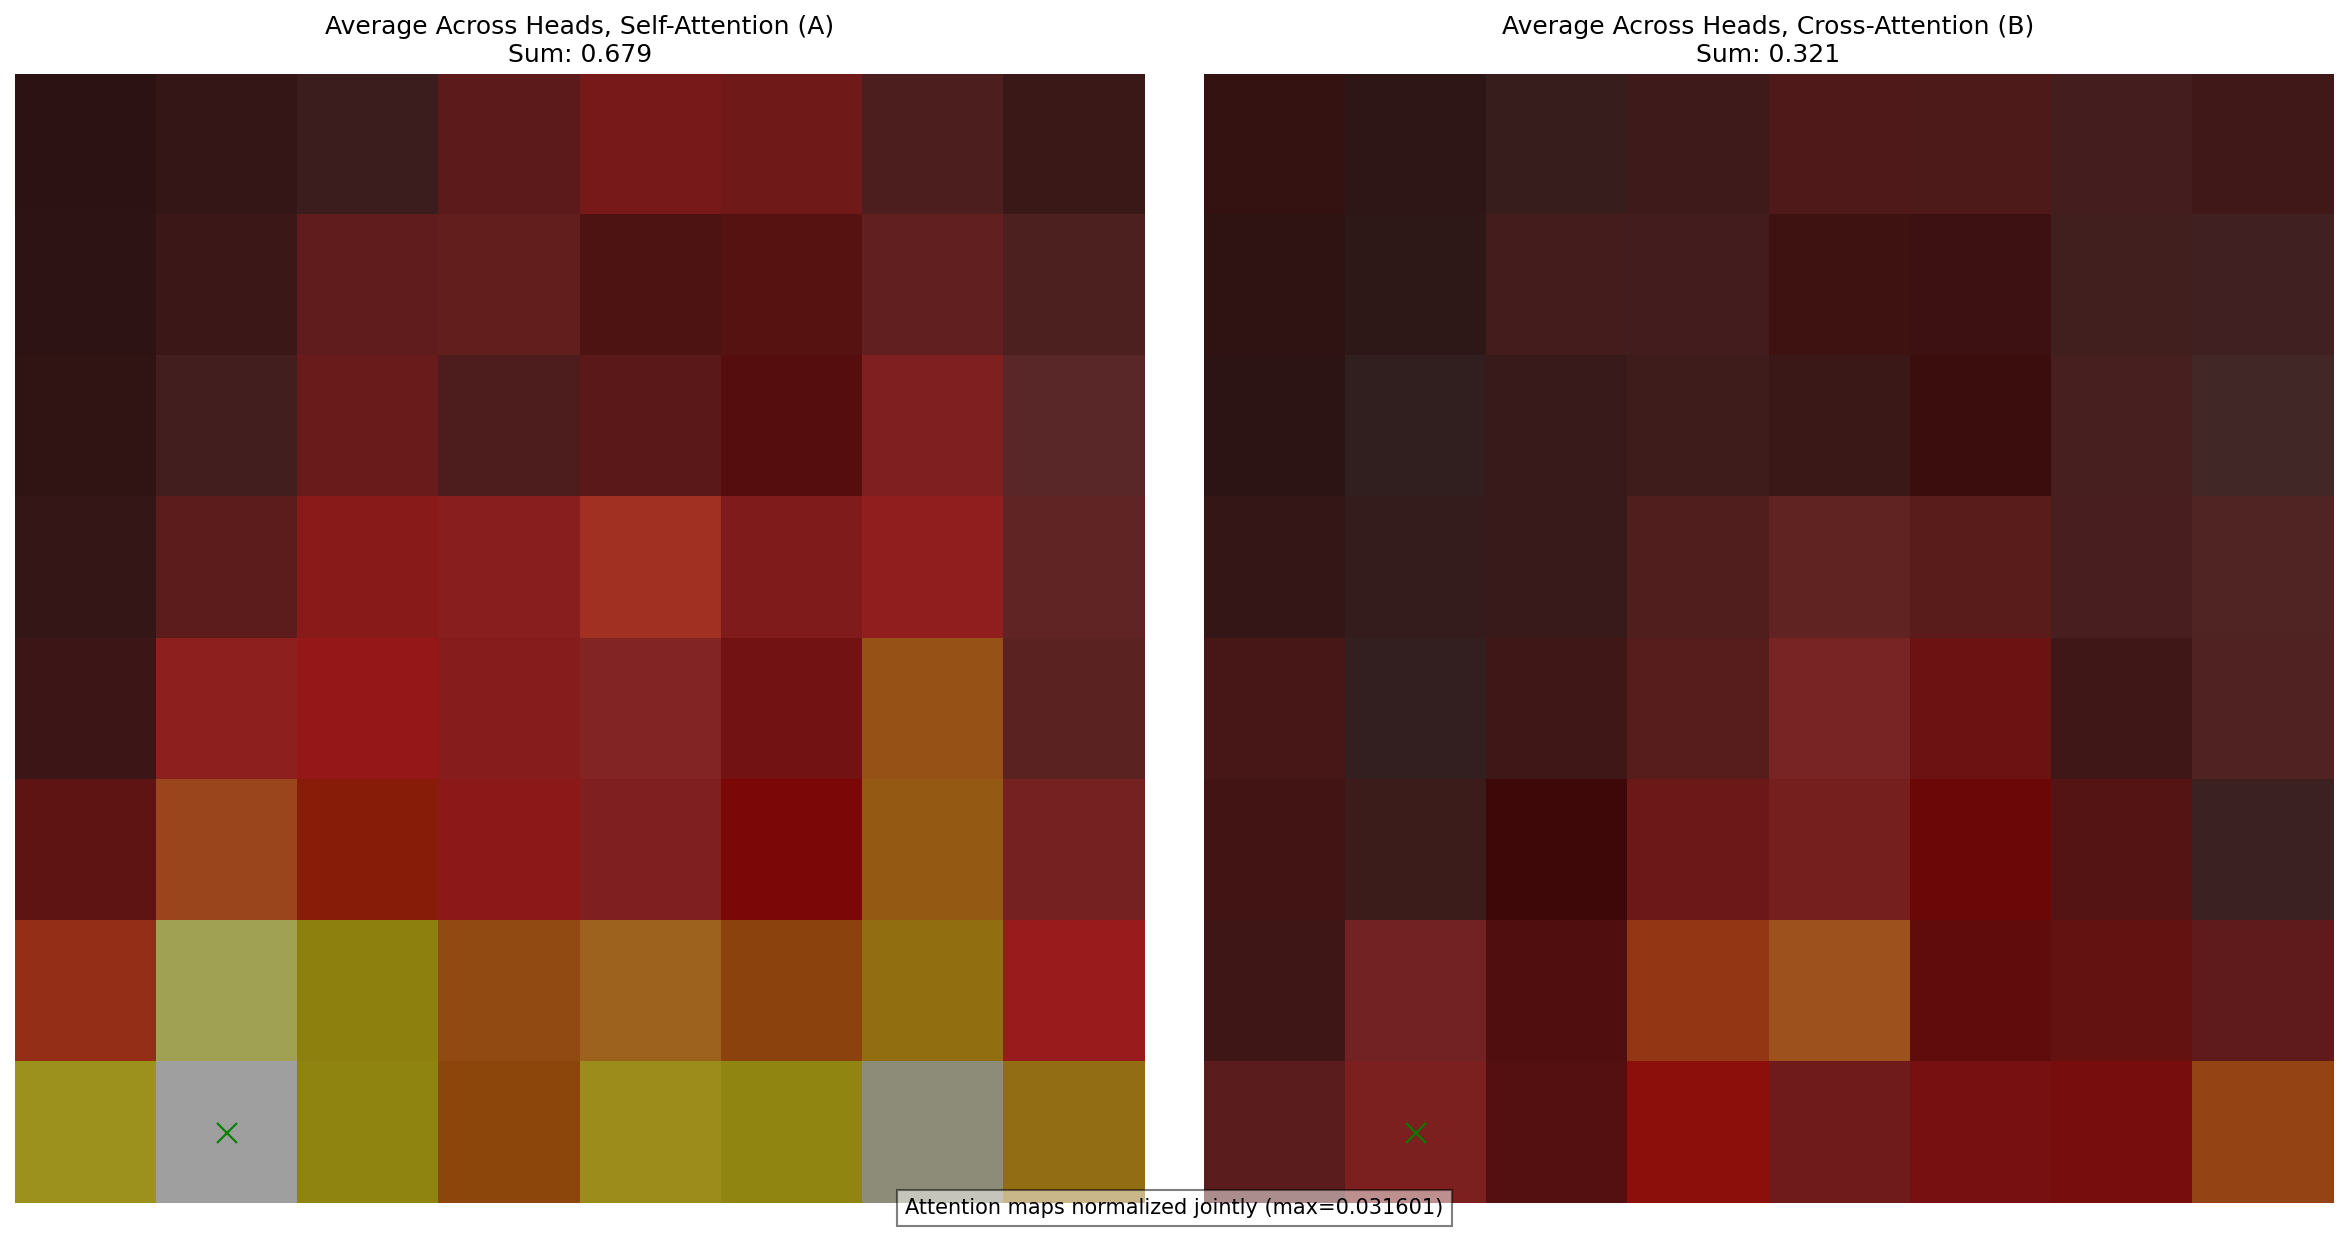 Average Across Heads, Self-Attention (A)
Sum: 0.679
Average Across Heads, Cross-Attention (B)
Sum: 0.321
Attention maps normalized jointly (max=0.031601)